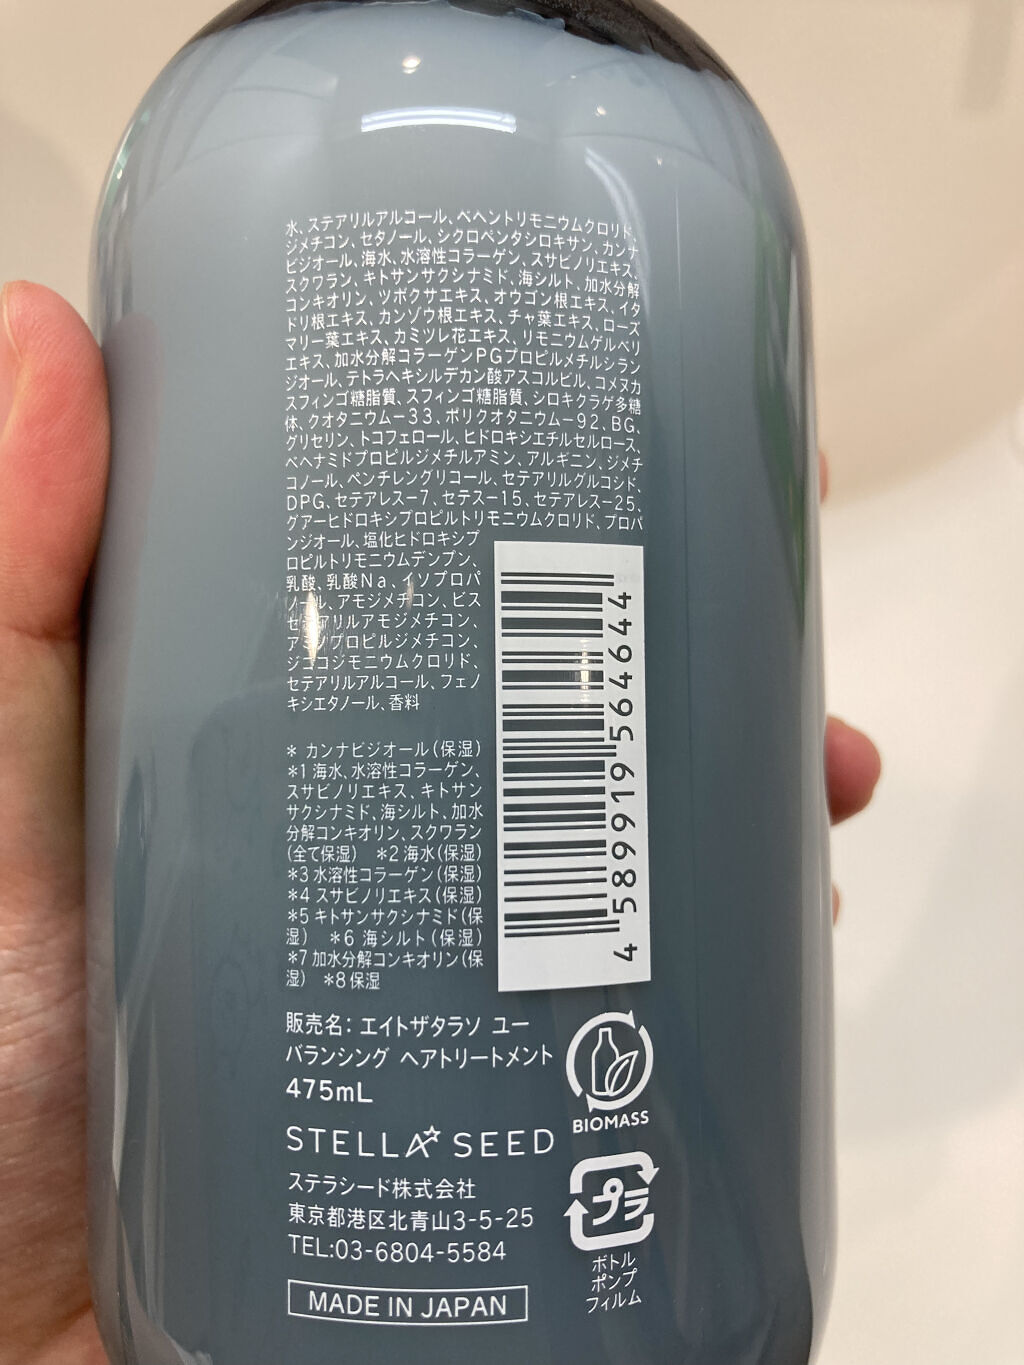 水、ステアリルアルコール、ベヘントリモニウムクロリド、
ジメチコン、セタノール、シクロペンタシロキサン、カンナ
ビジオール、海水、水溶性コラーゲン、スサビノリエキス、
スクワラン、キトサンサクシナミド、海シルト、加水分解
コンキオリン、ツボクサエキス、オウゴン根エキス、イタ
ドリ根エキス、カンゾウ根エキス、チャ葉エキス、ローズ
マリー葉エキス、カミツレ花エキス、リモニウムゲルベリ
エキス、加水分解コラーゲンPGプロピルメチルシラン
ジオール、テトラヘキシルデカン酸アスコルビル、コメヌカ
スフィンゴ糖脂質、スフィンゴ糖脂質、シロキクラゲ多糖
体、クオタニウム-33、ポリクオタニウム-92、BG、
グリセリン、トコフェロール、ヒドロキシエチルセルロース、
ベヘナミドプロピルジメチルアミン、アルギニン、ジメチ
コノール、ペンチレングリコール、セテアリルグルコシド、
DPG、セテアレス-7、セテス-15、セテアレス-25、
グアーヒドロキシプロピルトリモニウムクロリド、プロパ
ンジオール、塩化ヒドロキシプ
ロピルトリモニウムデンプン、
乳酸、乳酸Na、イソプロパ
ノール、アモジメチコン、ビス
セテアリルアモジメチコン、
アミノプロピルジメチコン、
ジココジモニウムクロリド、
セテアリルアルコール、フェノ
キシエタノール、香料
* カンナビジオール(保湿)
*1 海水、水溶性コラーゲン、
スサビノリエキス、キトサン
サクシナミド、海シルト、加水
分解コンキオリン、スクワラン
(全て保湿) *2 海水(保湿)
*3 水溶性コラーゲン(保湿)
*4 スサビノリエキス(保湿)
*5 キトサンサクシナミド(保
湿) *6 海シルト(保湿)
*7 加水分解コンキオリン(保
湿) *8 保湿
4 589919 564644
販売名: エイトザタラソ ユー
バランシング ヘアトリートメント
475mL
BIOMASS
STELLA SEED
ステラシード株式会社
東京都港区北青山3-5-25
TEL:03-6804-5584
プラ
ボトル
ポンプ
フィルム
MADE IN JAPAN